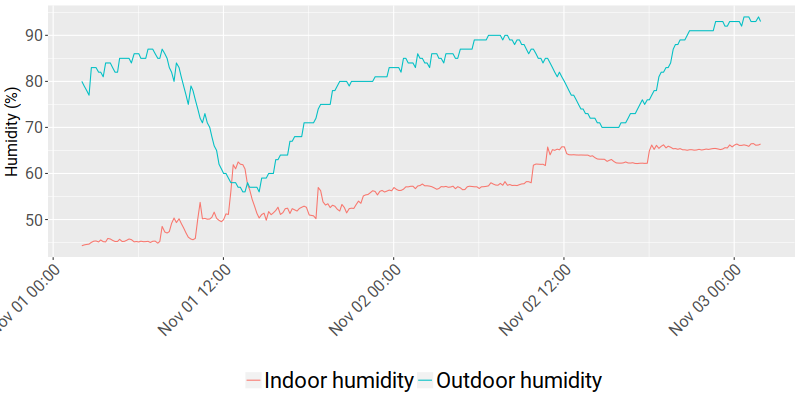 Humidity (%)
90
80
70
60
50
ov 01 00:00
Nov 01 12:00
Nov 02 00:00
Nov 02 12:00
Nov 03 00:00
Indoor humidity Outdoor humidity